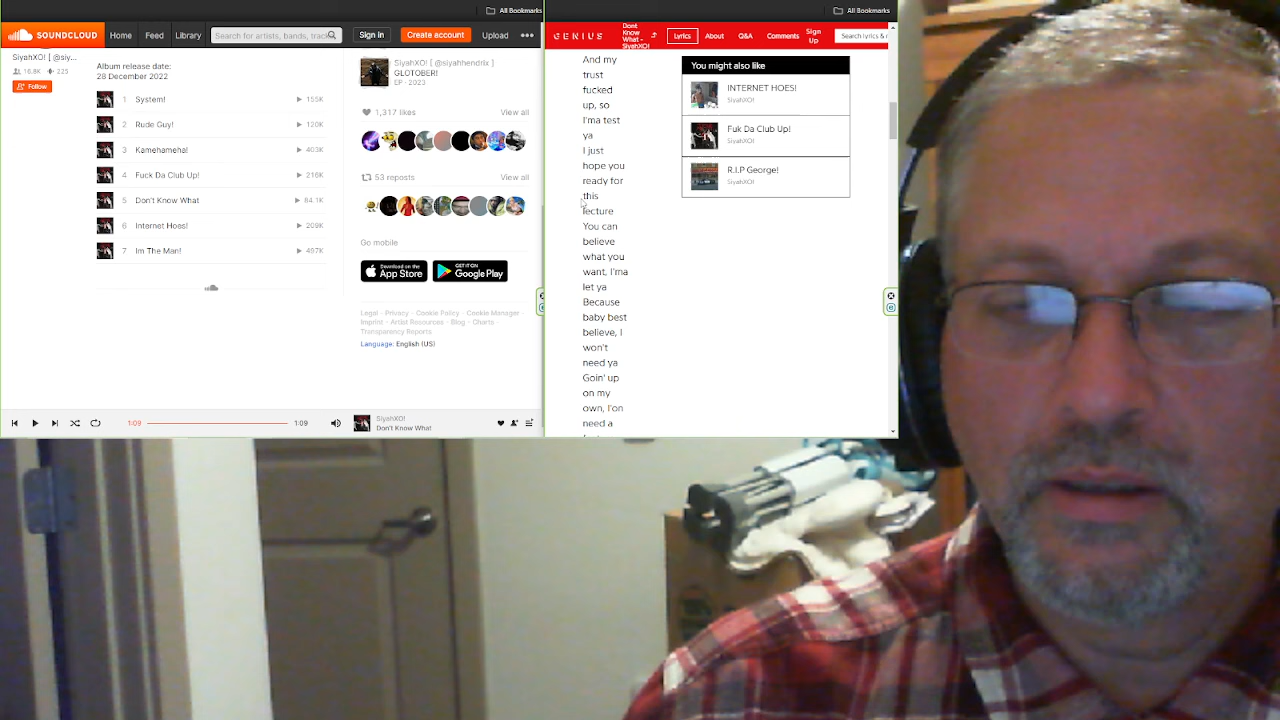 All Bookmarks
SOUNDCLOUD Home Feed Library Search for artists, bands, track Sign in Create account Upload
SiyahXO! [ @siy...
16.8K 225
Follow
Album release date:
28 December 2022
1 System! 155K
2 Rude Guy! 120K
3 Kamehameha! 403K
4 Fuck Da Club Up! 216K
5 Don't Know What 84.1K
6 Internet Hoes! 209K
7 Im The Man! 497K
SiyahXO! [ @siyahhendrix ]
GLOTOBER!
EP · 2023
1,317 likes View all
53 reposts View all
Go mobile
Download on the
App Store
GET IT ON
Google Play
Legal - Privacy - Cookie Policy - Cookie Manager -
Imprint - Artist Resources - Blog - Charts -
Transparency Reports
Language: English (US)
1:09 1:09
SiyahXO!
Don't Know What
All Bookmarks
GENIUS
Dont
Know
What -
SiyahXO!
Lyrics About Q&A Comments Sign
Up
Search lyrics &
And my
trust
fucked
up, so
I'ma test
ya
I just
hope you
ready for
this
lecture
You can
believe
what you
want, I'ma
let ya
Because
baby best
believe, I
won't
need ya
Goin' up
on my
own, I'on
need a
You might also like
INTERNET HOES!
SiyahXO!
Fuk Da Club Up!
SiyahXO!
R.I.P George!
SiyahXO!